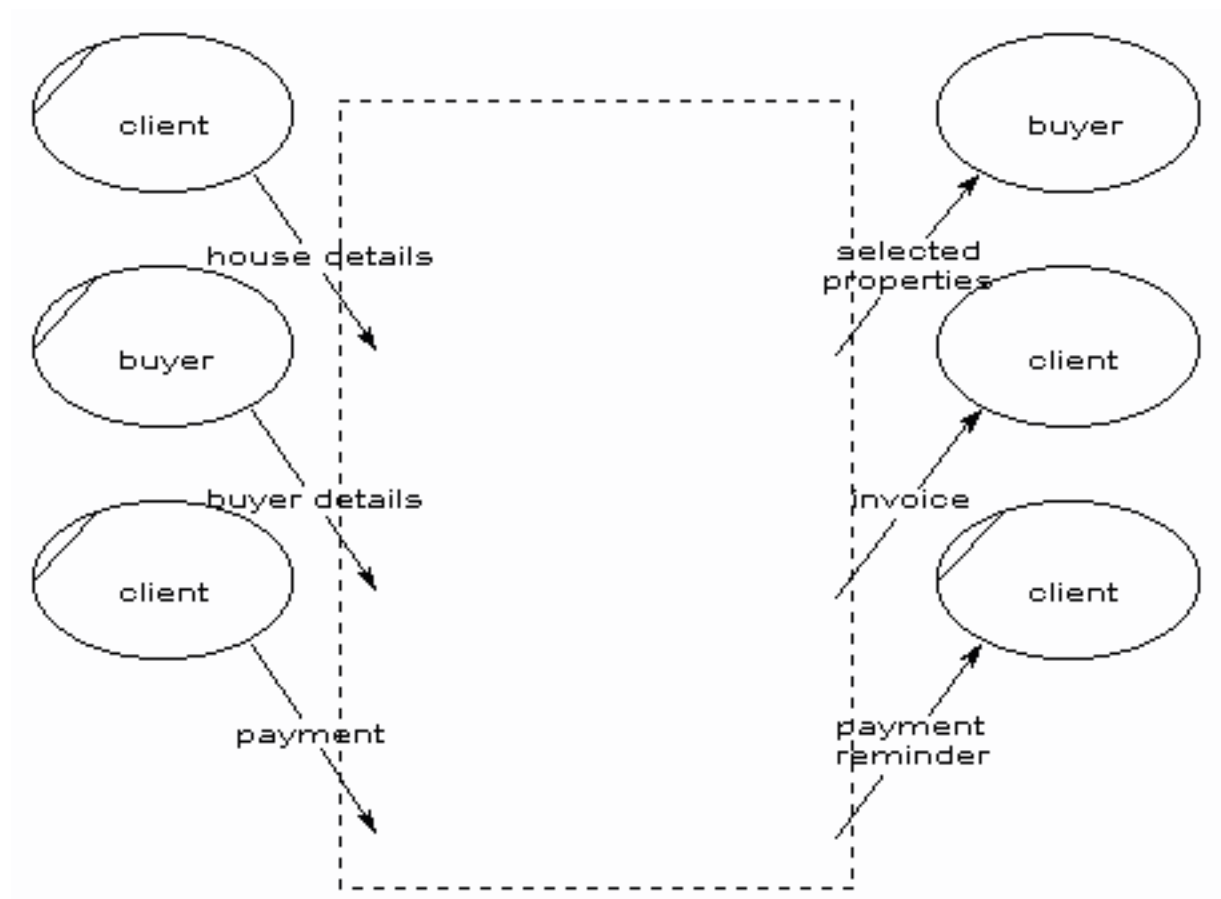 client
buyer
house details
selected
properties
buyer
client
buyer details
invoice
client
client
payment
payment
reminder